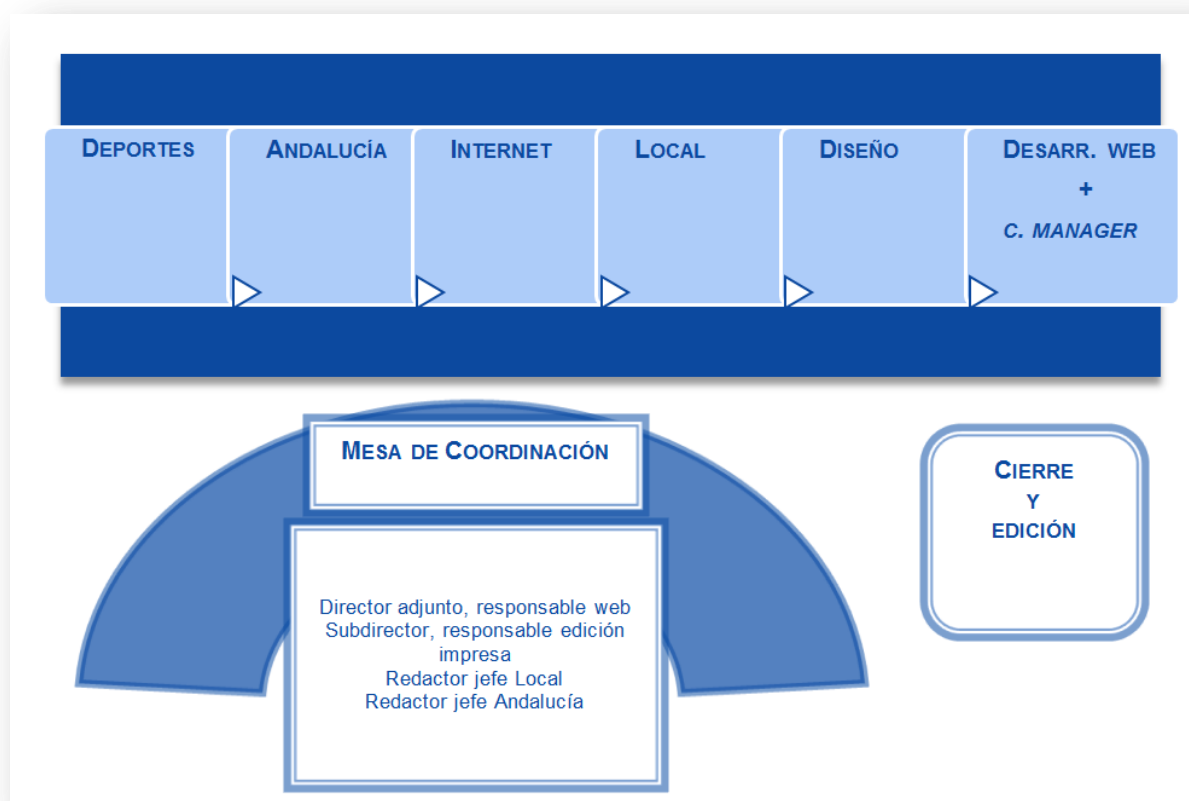 DEPORTES
ANDALUCÍA
INTERNET
LOCAL
DISEÑO
DESARR. WEB
+
C. MANAGER
MESA DE COORDINACIÓN
Director adjunto, responsable web
Subdirector, responsable edición
impresa
Redactor jefe Local
Redactor jefe Andalucía
CIERRE
Y
EDICIÓN